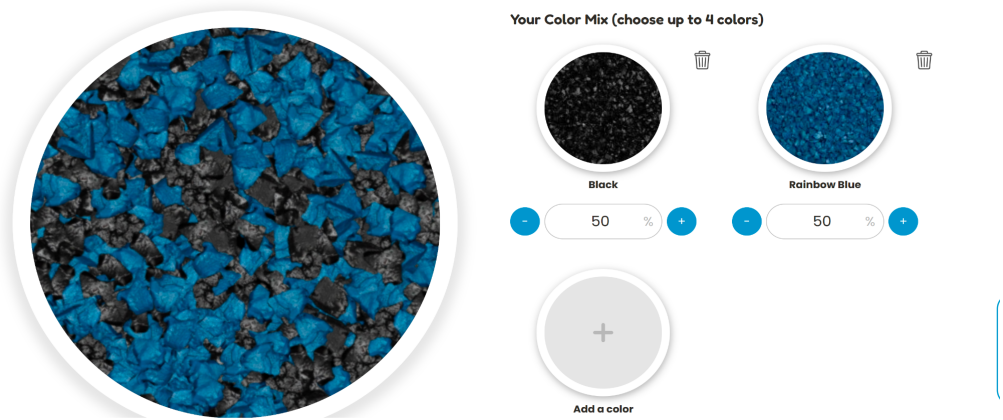 Your Color Mix (choose up to 4 colors)
Black
Rainbow Blue
- 50 % +
- 50 % +
+
Add a color